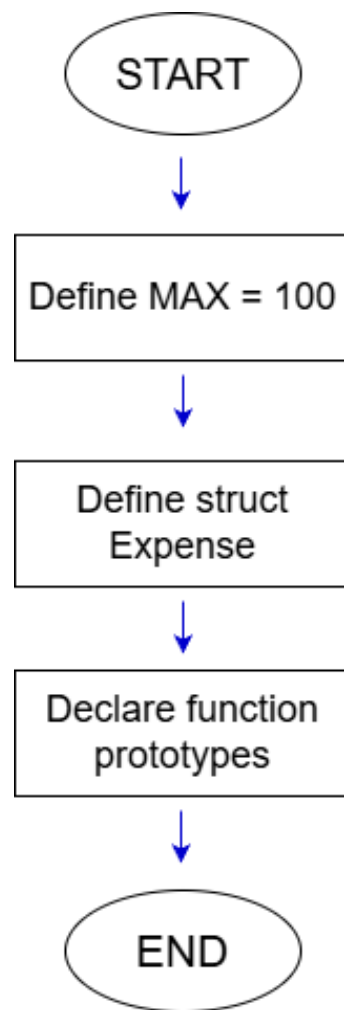 START
Define MAX = 100
Define struct
Expense
Declare function
prototypes
END